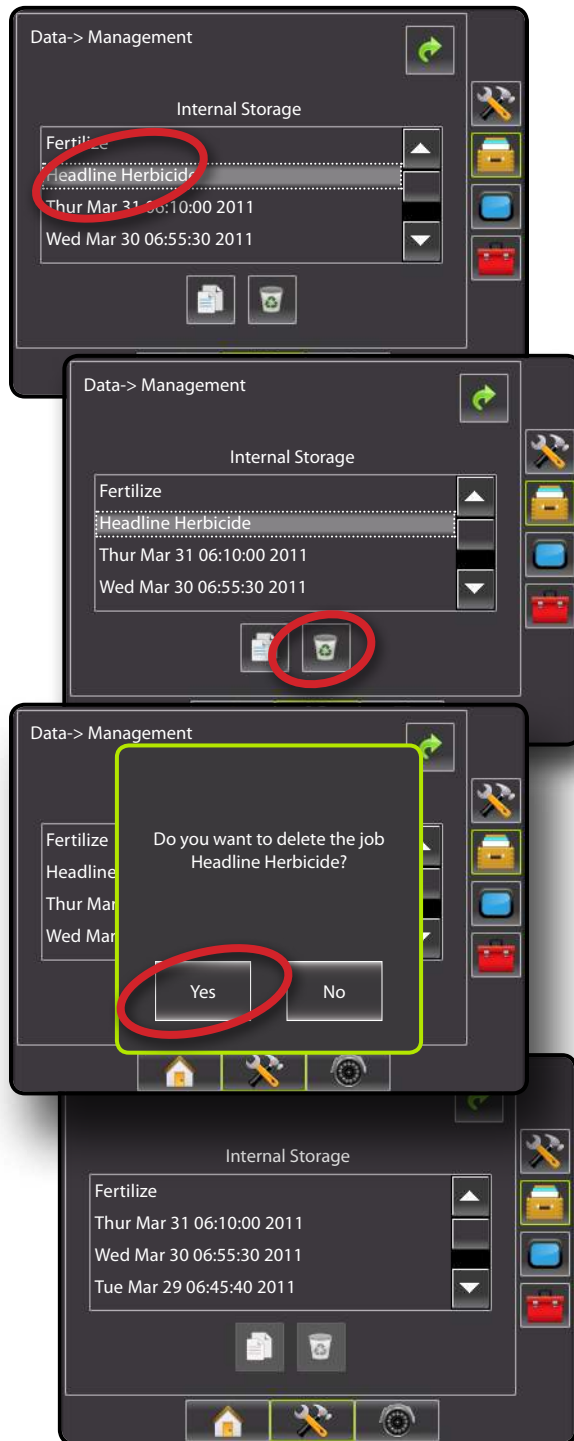 Data-> Management
Internal Storage
Fertilize
Headline Herbicide
Thur Mar 31 06:10:00 2011
Wed Mar 30 06:55:30 2011
Data-> Management
Internal Storage
Fertilize
Headline Herbicide
Thur Mar 31 06:10:00 2011
Wed Mar 30 06:55:30 2011
Data-> Management
Fertilize
Headline
Thur Mar
Wed Mar
Do you want to delete the job
Headline Herbicide?
Yes No
Internal Storage
Fertilize
Thur Mar 31 06:10:00 2011
Wed Mar 30 06:55:30 2011
Tue Mar 29 06:45:40 2011